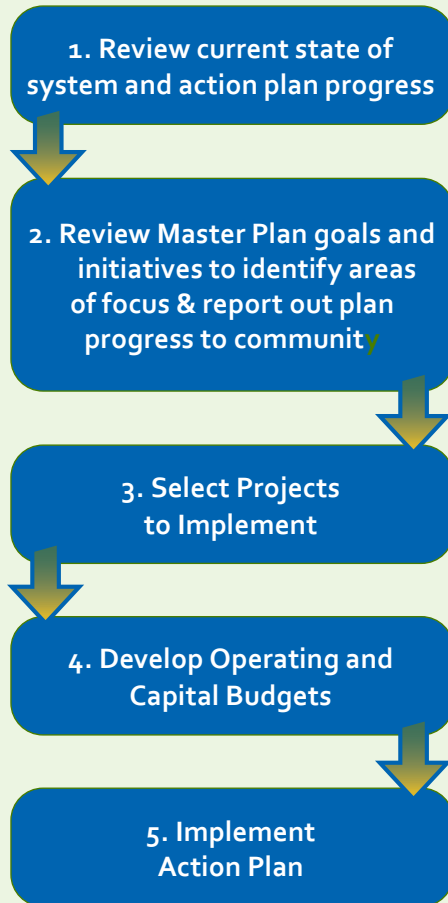 1. Review current state of
system and action plan progress
2. Review Master Plan goals and
initiatives to identify areas
of focus & report out plan
progress to community
3. Select Projects
to Implement
4. Develop Operating and
Capital Budgets
5. Implement
Action Plan